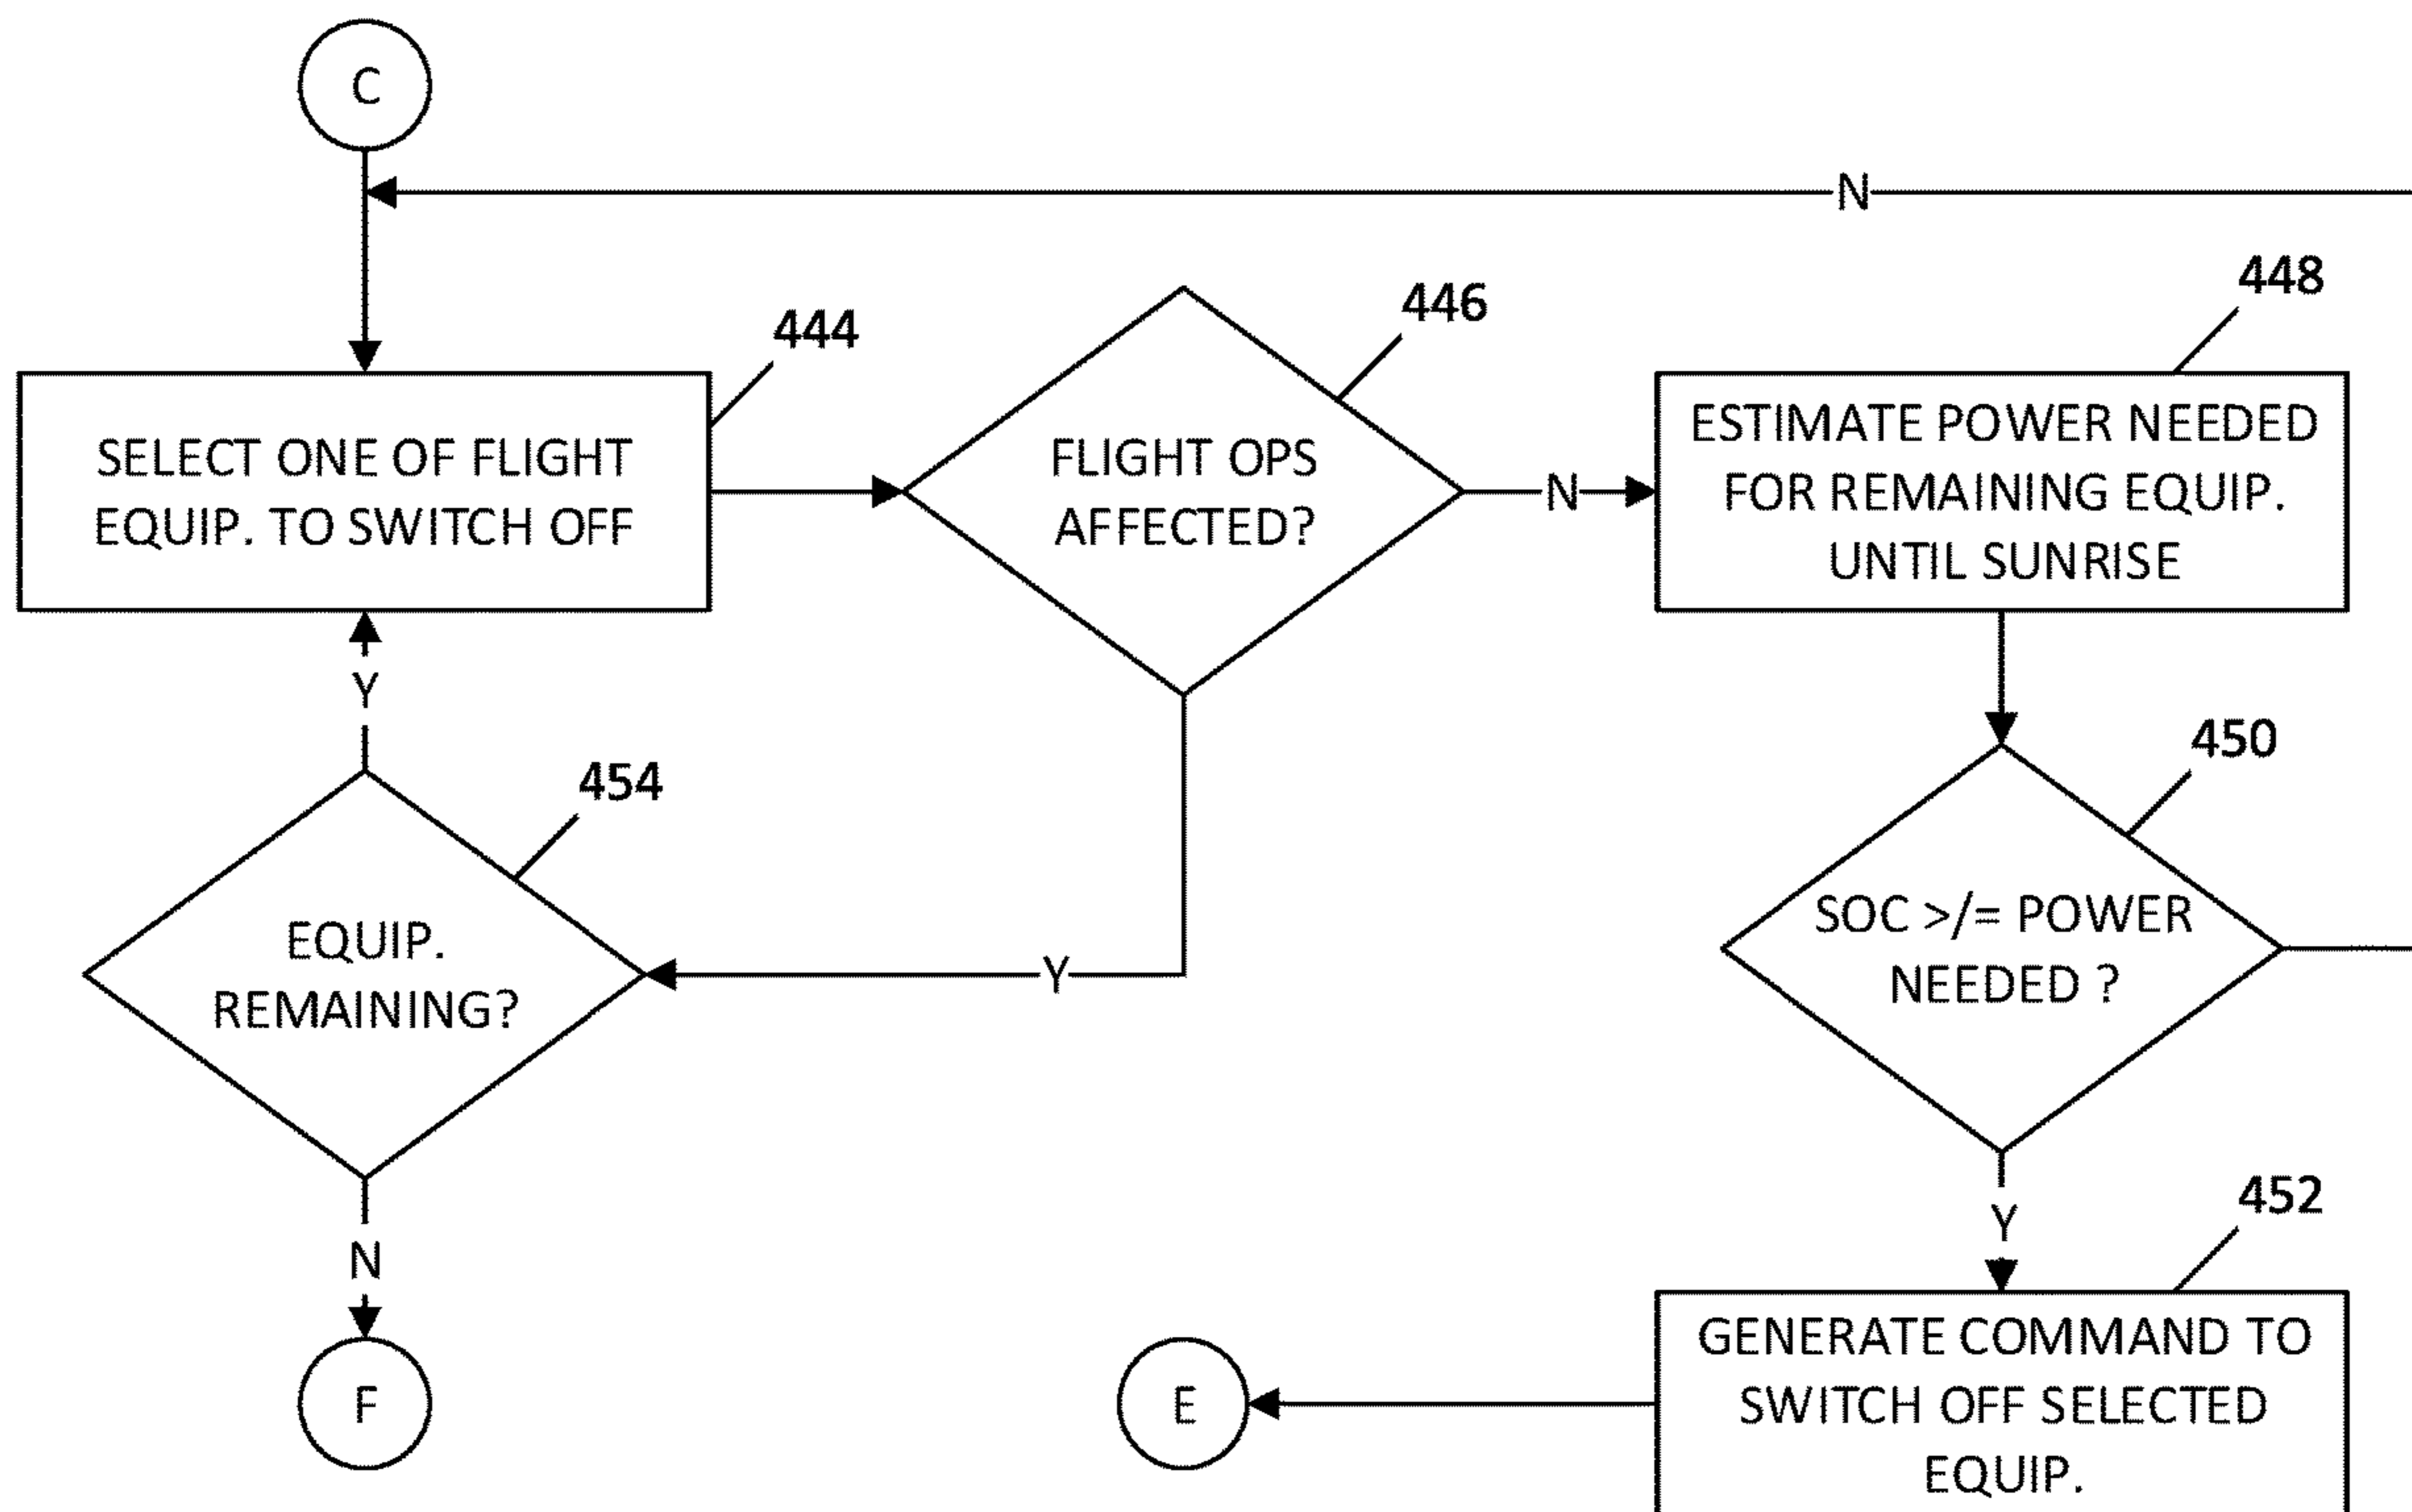 C
N
448
446
444
SELECT ONE OF FLIGHT
EQUIP. TO SWITCH OFF
FLIGHT OPS
AFFECTED?
N
ESTIMATE POWER NEEDED
FOR REMAINING EQUIP.
UNTIL SUNRISE
Y
454
450
EQUIP.
REMAINING?
Y
SOC >/= POWER
NEEDED ?
N
Y
452
F
E
GENERATE COMMAND TO
SWITCH OFF SELECTED
EQUIP.